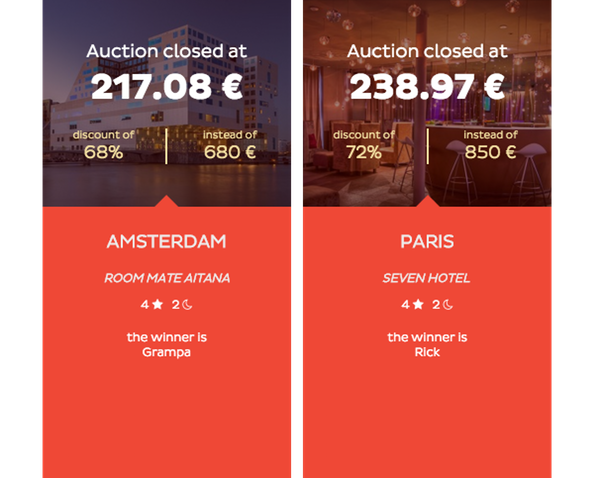 Auction closed at
217.08 €
discount of
68%
instead of
680 €
AMSTERDAM
ROOM MATE AITANA
4 ★ 2 ☾
the winner is
Grampa
Auction closed at
238.97 €
discount of
72%
instead of
850 €
PARIS
SEVEN HOTEL
4 ★ 2 ☾
the winner is
Rick